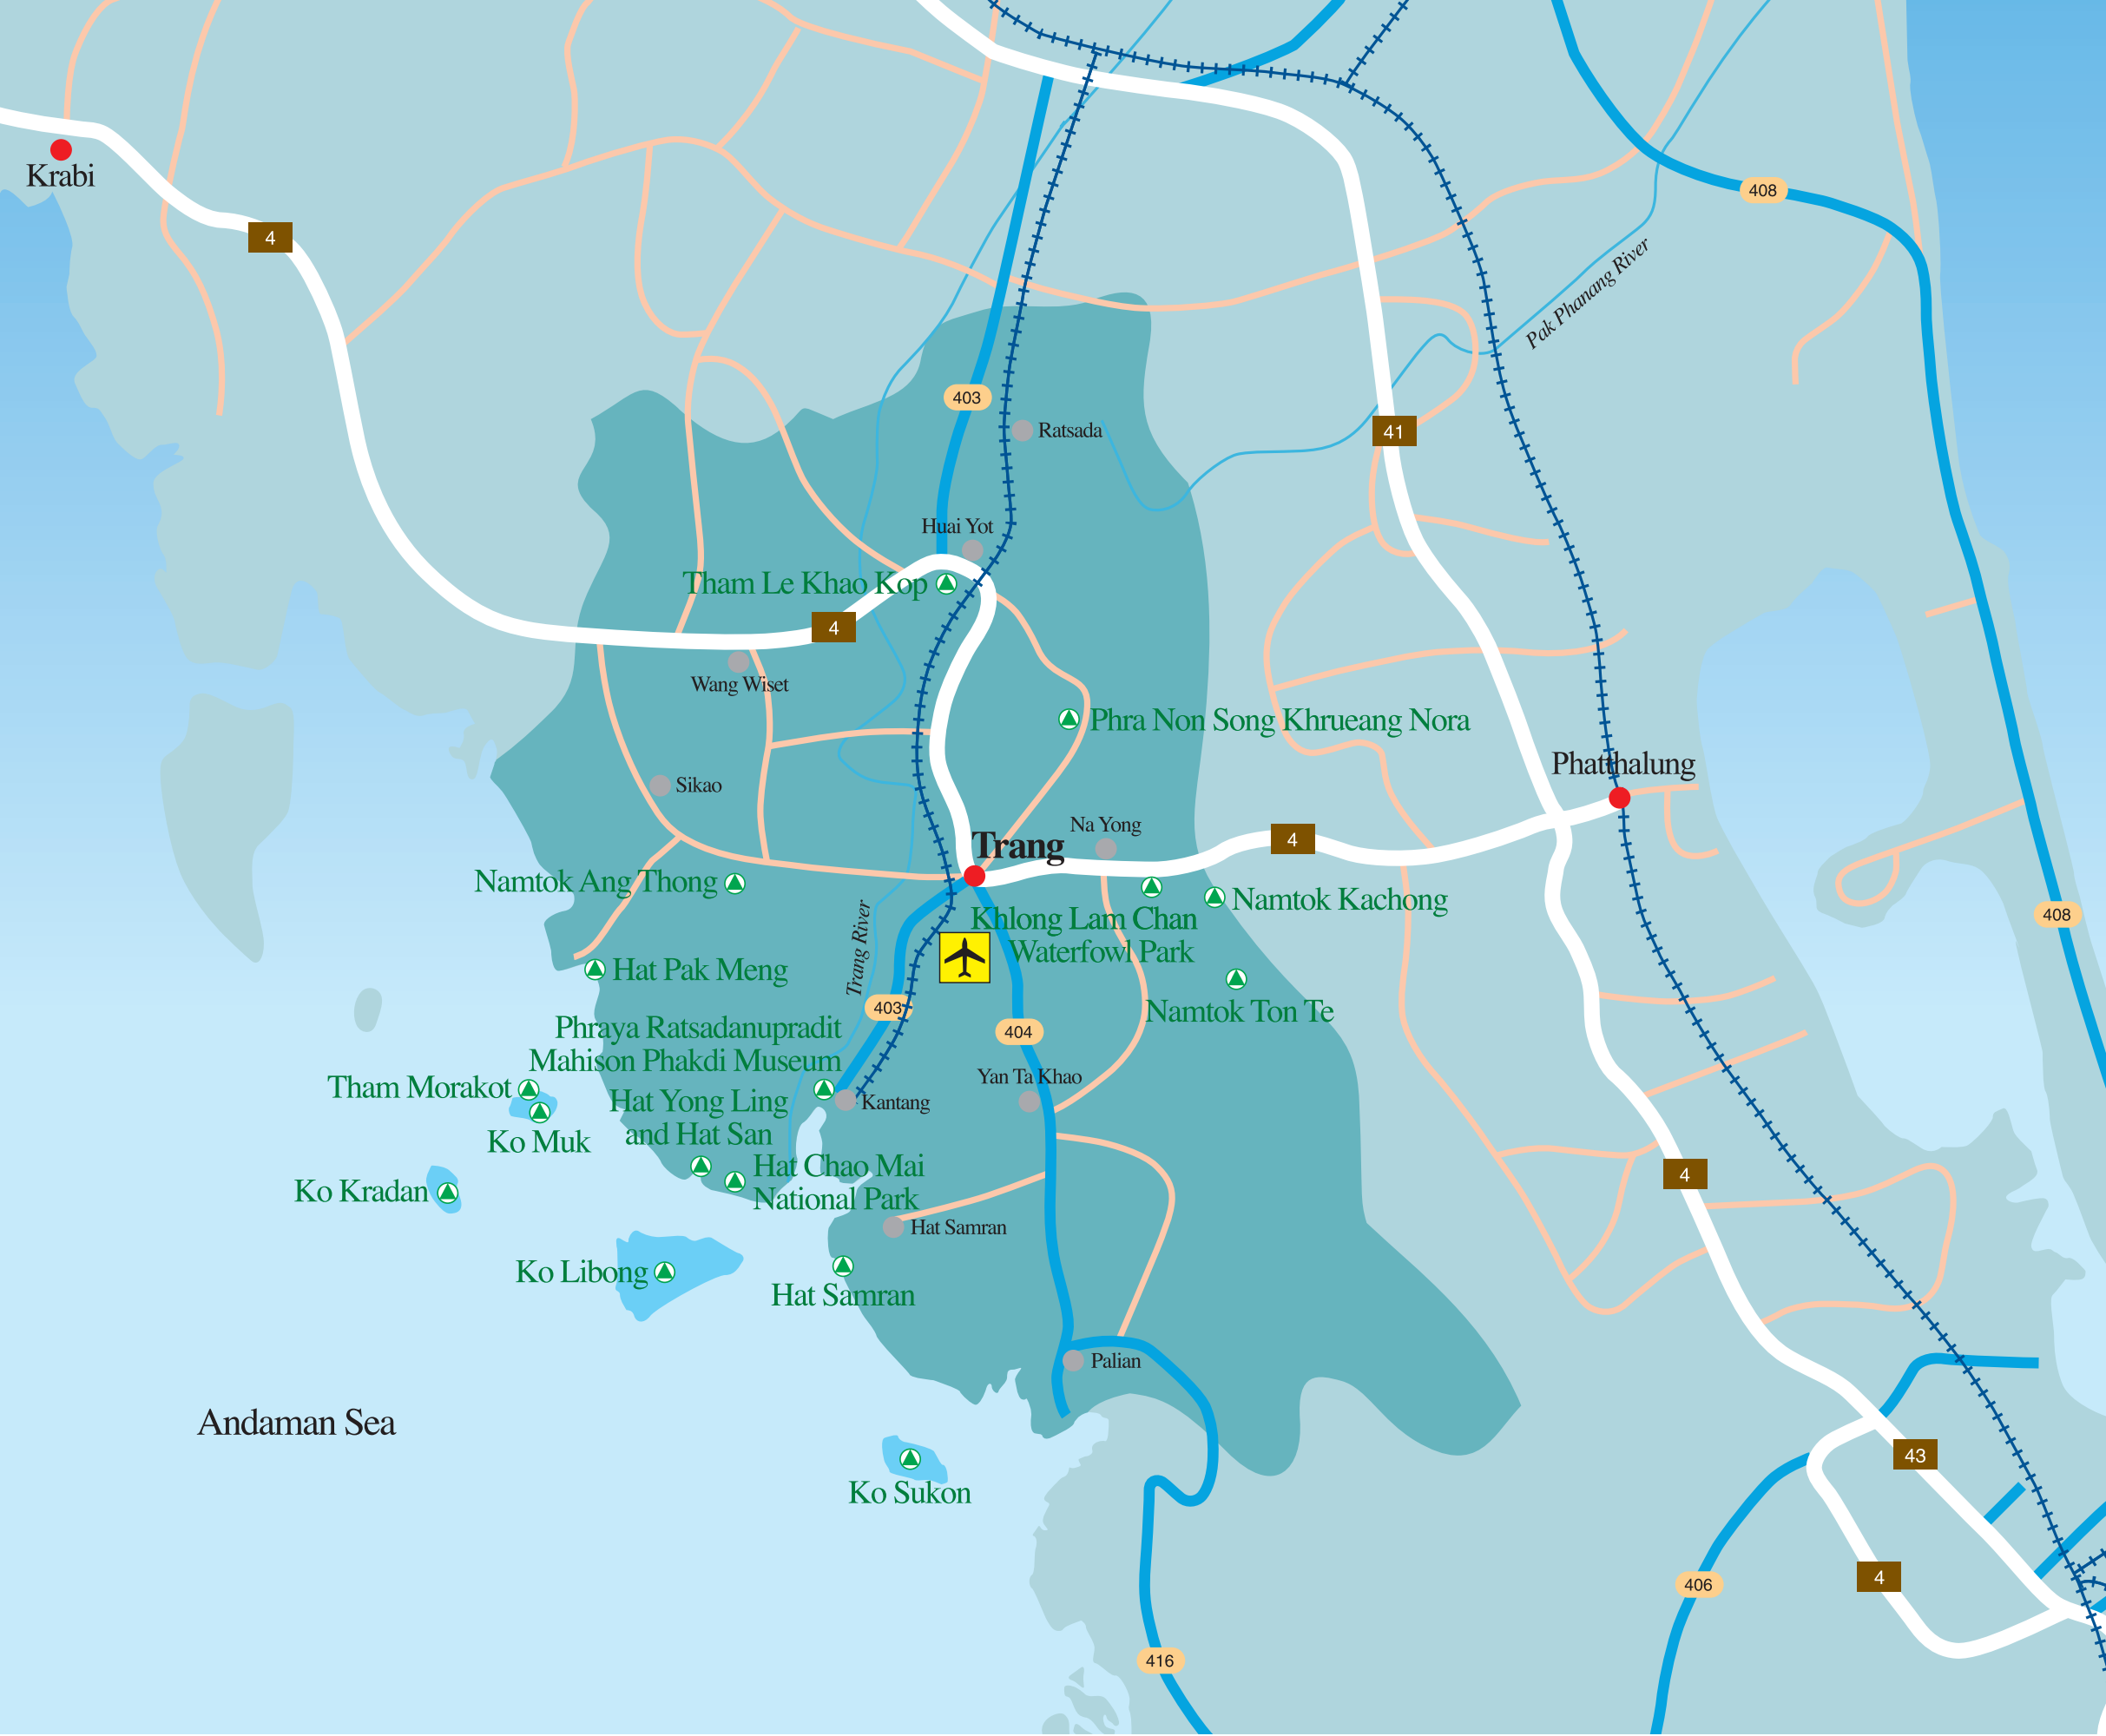 Krabi
4
408
Pak Phanang River
403
Ratsada
41
Huai Yot
Tham Le Khao Kop
4
Wang Wiset
Phra Non Song Khrueang Nora
Phatthalung
Sikao
Na Yong
Trang
4
Namtok Ang Thong
Khlong Lam Chan
Waterfowl Park
Namtok Kachong
408
Trang River
Hat Pak Meng
Namtok Ton Te
403
404
Phraya Ratsadanupradit
Mahison Phakdi Museum
Yan Ta Khao
Tham Morakot
Hat Yong Ling
and Hat San
Kantang
Ko Muk
Hat Chao Mai
National Park
4
Ko Kradan
Hat Samran
Ko Libong
Hat Samran
Palian
Andaman Sea
43
Ko Sukon
4
406
416